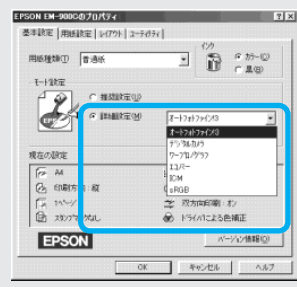 EPSON EM-900Cのプロパティ
基本設定 用紙設定 レイアウト ユーティリティ
用紙種類(T) 普通紙
インク
カラー(O)
黒(B)
モード設定
推奨設定(U)
詳細設定(M) オートフォトファイン!3
オートフォトファイン!3
デジタルカメラ
ワープロ/グラフ
ユーザー
ICM
sRGB
現在の設定
A4
印刷方向 : 縦
双方向印刷 : オン
スタンプマークなし
ドライバによる色補正
EPSON
バージョン情報(Q)
OK キャンセル ヘルプ